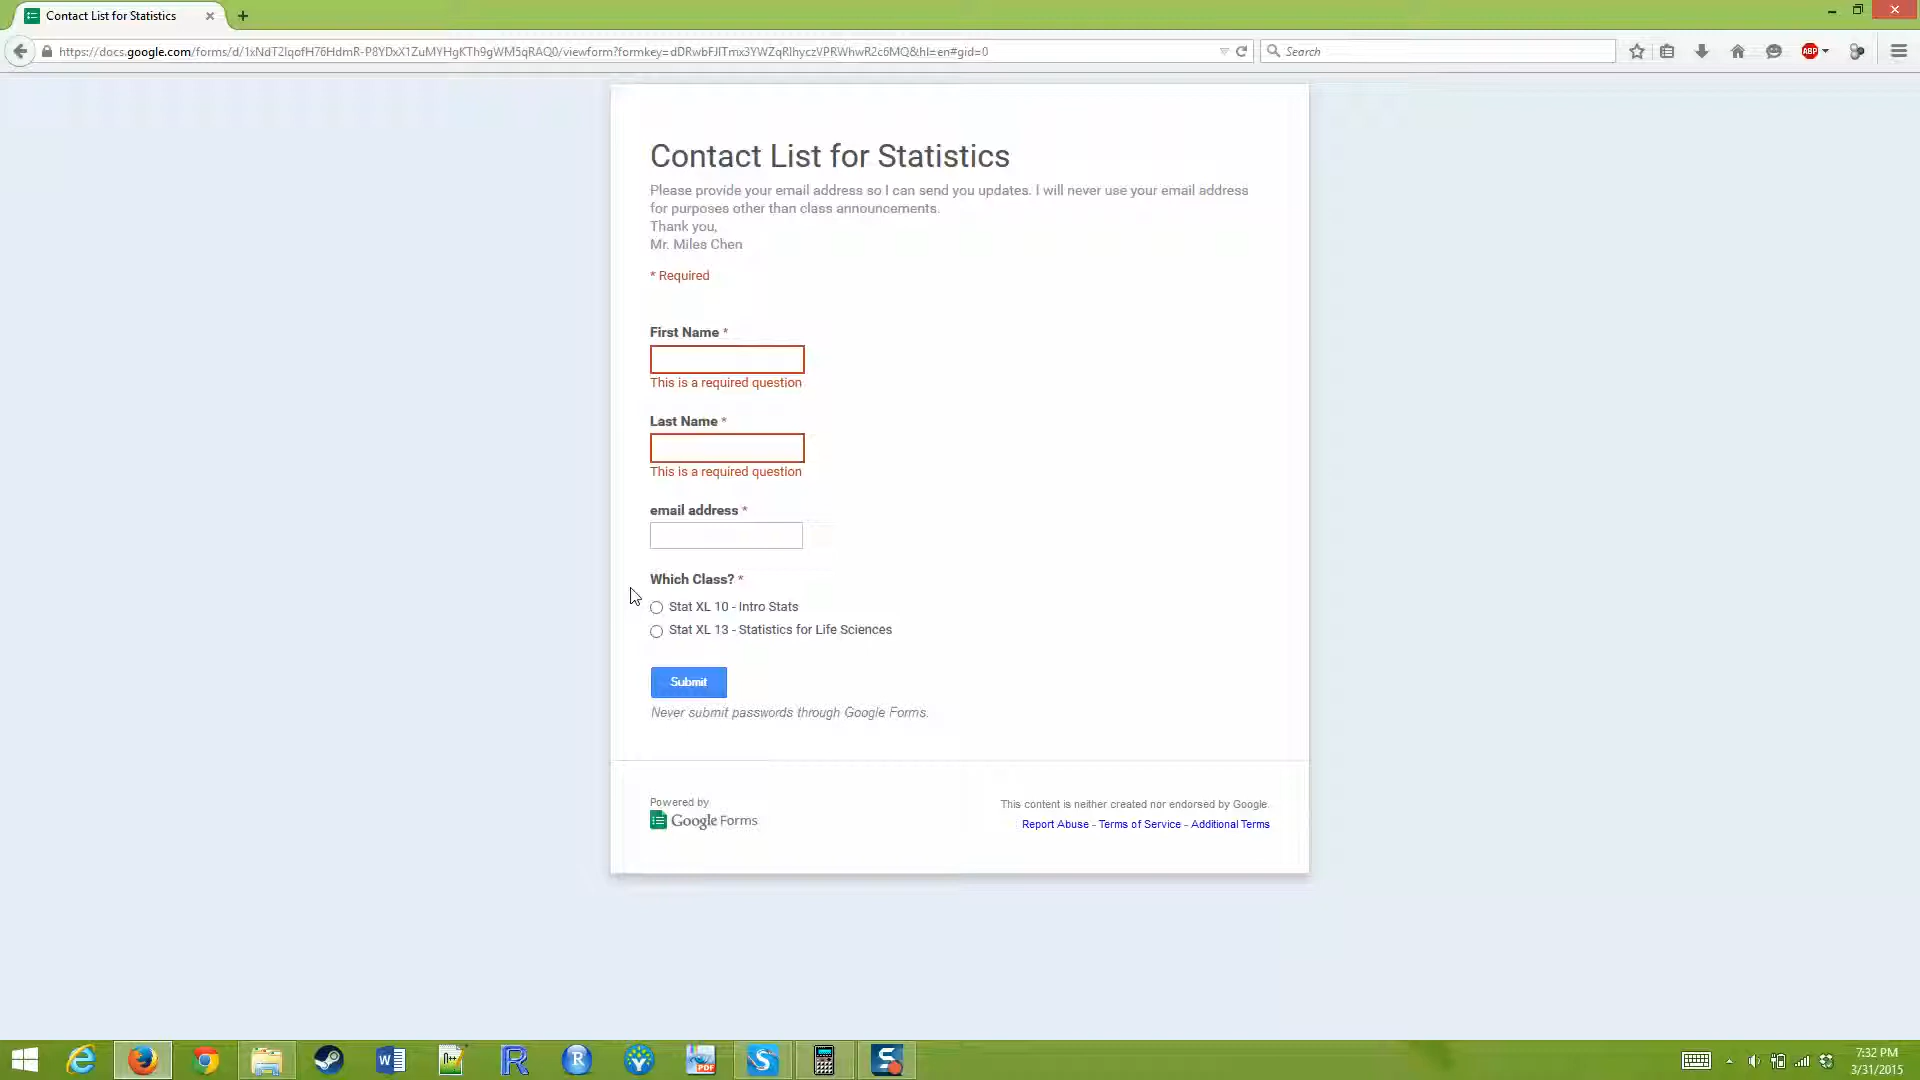 Contact List for Statistics
https://docs.google.com/forms/d/1xNdT2lqofH76HdmR-P8YDxX1ZuMYHgKTh9gWM5qRAQ0/viewform?formkey=dDRwbFJlTmx3YWZqRlhyczVPRWhwR2c6MQ&hl=en#gid=0
Search
ABP
Contact List for Statistics
Please provide your email address so I can send you updates. I will never use your email address
for purposes other than class announcements.
Thank you,
Mr. Miles Chen
* Required
First Name *
This is a required question
Last Name *
This is a required question
email address *
Which Class? *
Stat XL 10 - Intro Stats
Stat XL 13 - Statistics for Life Sciences
Submit
Never submit passwords through Google Forms.
Powered by
Google Forms
This content is neither created nor endorsed by Google.
Report Abuse - Terms of Service - Additional Terms
7:32 PM
3/31/2015